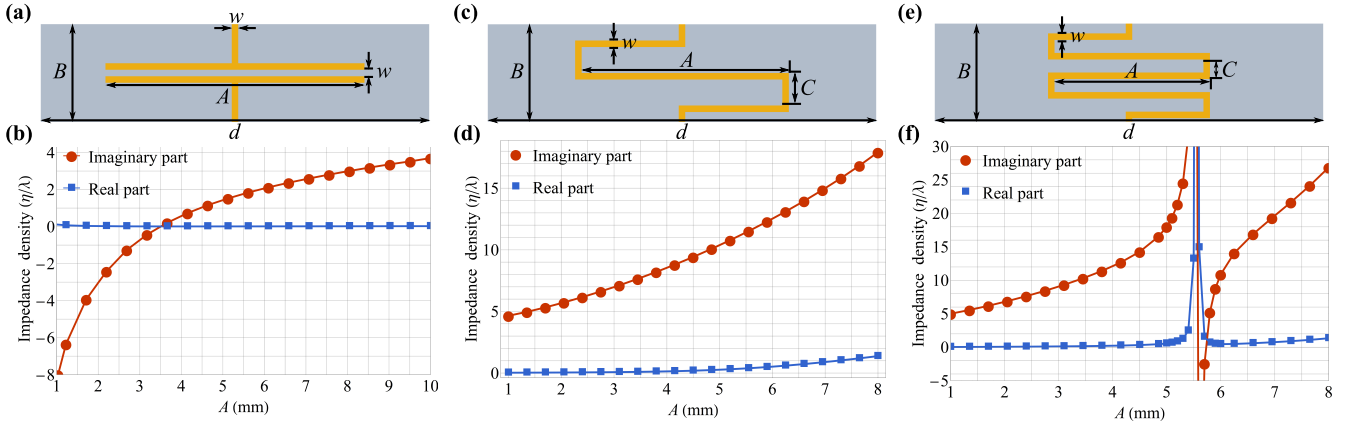 (a)
w
B
w
A
d
(b)
Imaginary part
Real part
Impedance density (η/λ)
4
2
0
−2
−4
−6
−8
1 2 3 4 5 6 7 8 9 10
A (mm)
(c)
w
B
A
C
d
(d)
Imaginary part
Real part
Impedance density (η/λ)
15
10
5
0
1 2 3 4 5 6 7 8
A (mm)
(e)
w
B
A
C
d
(f)
Imaginary part
Real part
Impedance density (η/λ)
30
25
20
15
10
5
0
−5
1 2 3 4 5 6 7 8
A (mm)